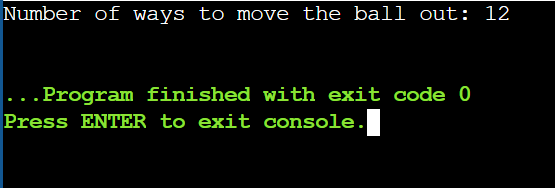 Number of ways to move the ball out: 12
...Program finished with exit code 0
Press ENTER to exit console.